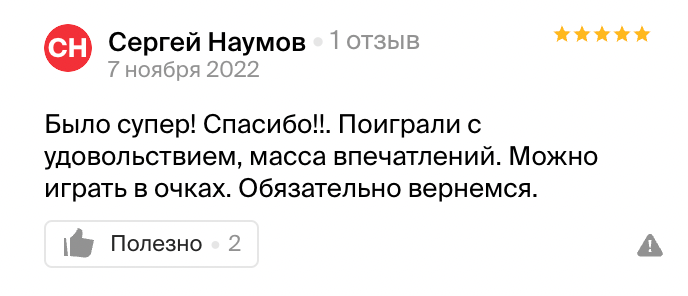 СН
Сергей Наумов • 1 отзыв
7 ноября 2022
Было супер! Спасибо!!. Поиграли с
удовольствием, масса впечатлений. Можно
играть в очках. Обязательно вернемся.
Полезно • 2